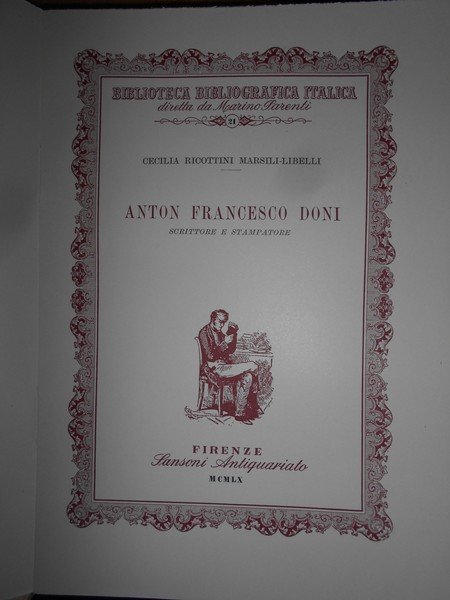 BIBLIOTECA BIBLIOGRAFICA ITALICA
diretta da Marino Parenti
21
CECILIA RICOTTINI MARSILI-LIBELLI
ANTON FRANCESCO DONI
SCRITTORE E STAMPATORE
FIRENZE
Sansoni Antiquariato
MCMLX